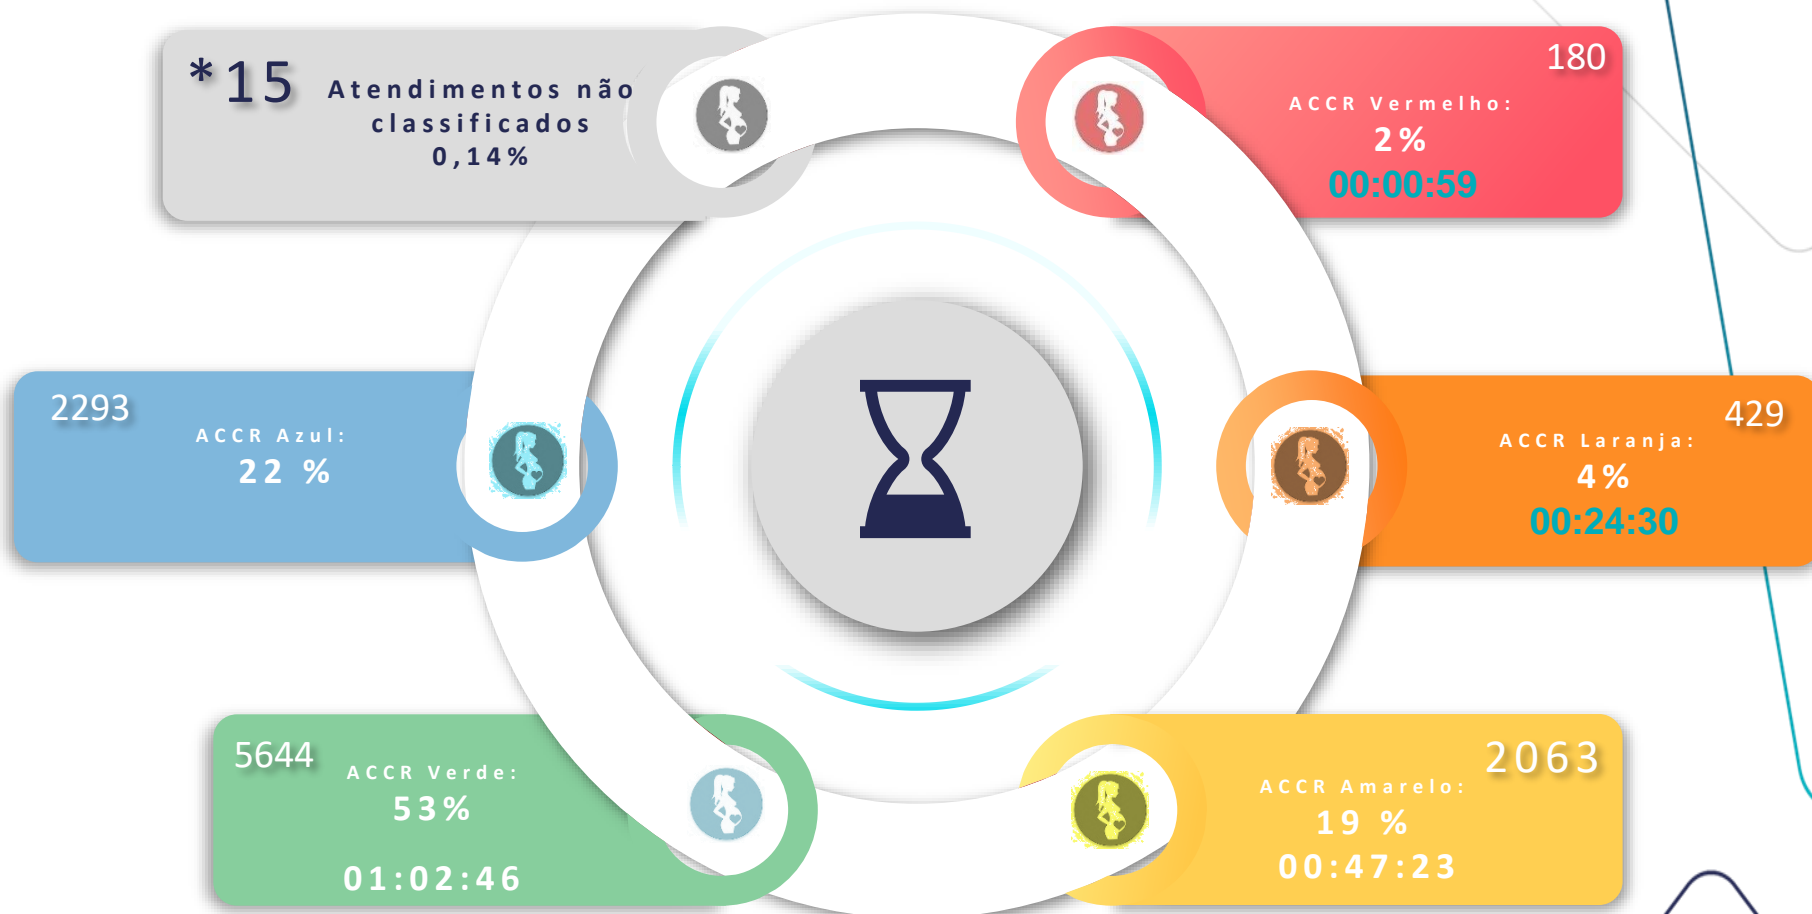 *15
Atendimentos não
classificados
0,14%
180
ACCR Vermelho:
2%
00:00:59
2293
ACCR Azul:
22 %
429
ACCR Laranja:
4%
00:24:30
5644
ACCR Verde:
53%
01:02:46
2063
ACCR Amarelo:
19 %
00:47:23